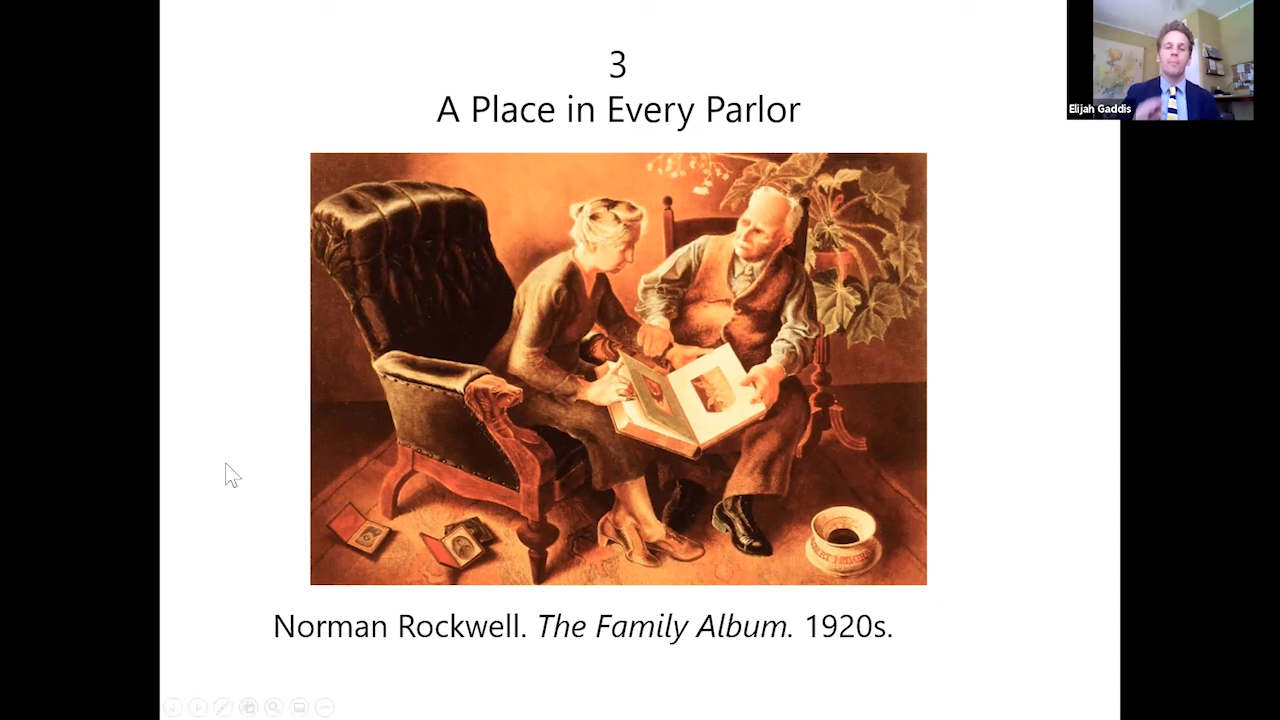 3
A Place in Every Parlor
Elijah Gaddis
Norman Rockwell. The Family Album. 1920s.